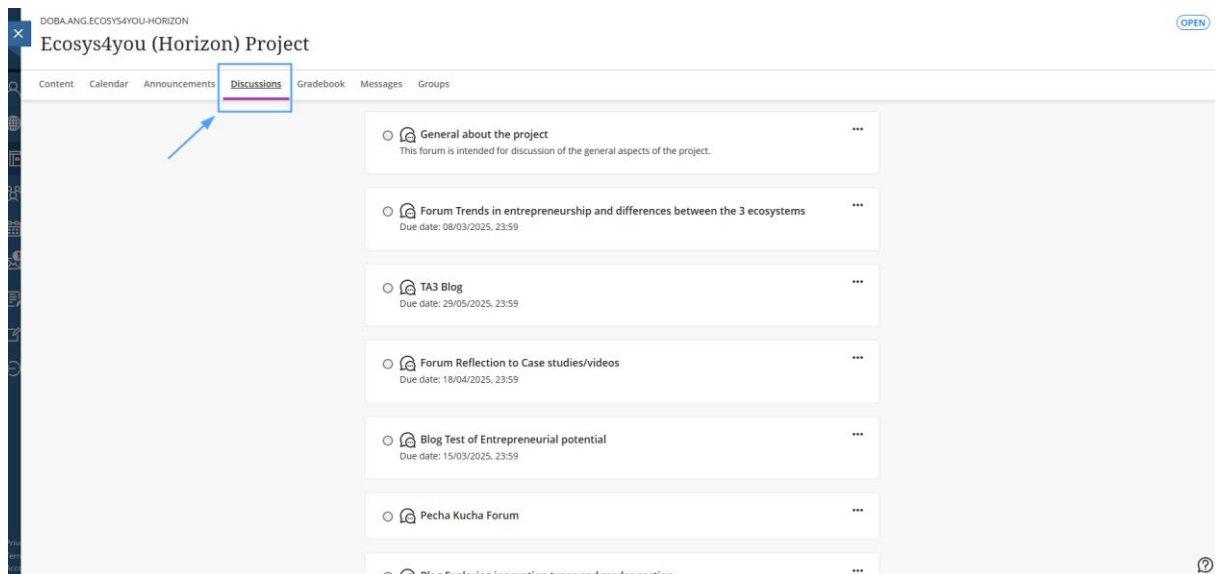 DOBA.ANG.ECOSYS4YOU-HORIZON
OPEN
Ecosys4you (Horizon) Project
Content Calendar Announcements Discussions Gradebook Messages Groups
General about the project
This forum is intended for discussion of the general aspects of the project.
Forum Trends in entrepreneurship and differences between the 3 ecosystems
Due date: 08/03/2025, 23:59
TA3 Blog
Due date: 29/05/2025, 23:59
Forum Reflection to Case studies/videos
Due date: 18/04/2025, 23:59
Blog Test of Entrepreneurial potential
Due date: 15/03/2025, 23:59
Pecha Kucha Forum